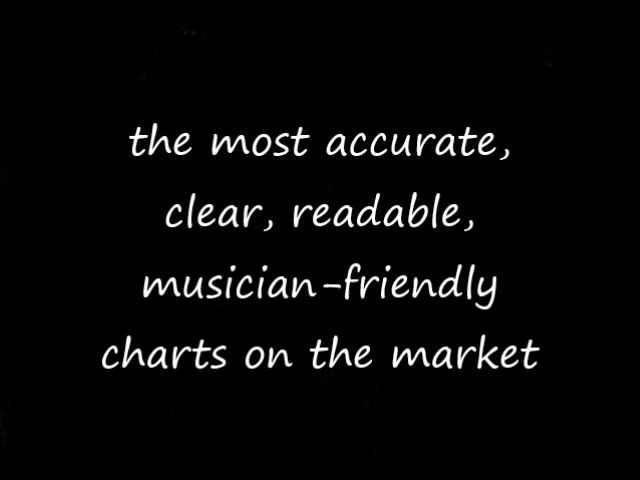 the most accurate,
clear, readable,
musician-friendly
charts on the market